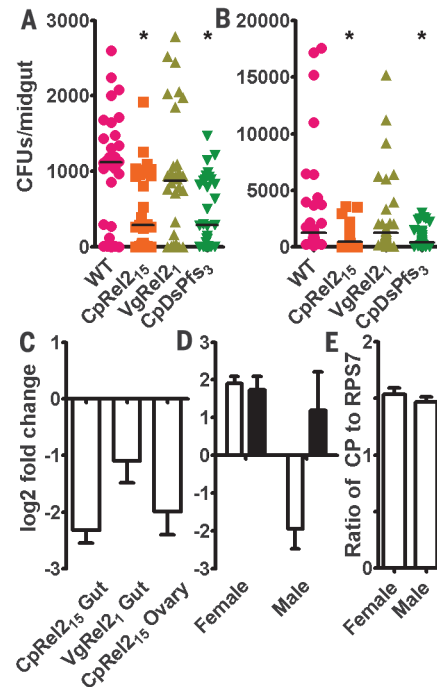 A
B
*
*
*
*
CFUs/midgut
3000
2000
1000
0
20000
15000
10000
5000
0
WT
CpRel2₁₅
VgRel2₁
CpDsPfs₃
WT
CpRel2₁₅
VgRel2₁
CpDsPfs₃
C
D
E
log2 fold change
1
0
-1
-2
-3
3
2
1
0
-1
-2
-3
Ratio of CP to RPS7
2
1
0
CpRel2₁₅ Gut
VgRel2₁ Gut
CpRel2₁₅ Ovary
Female
Male
Female
Male